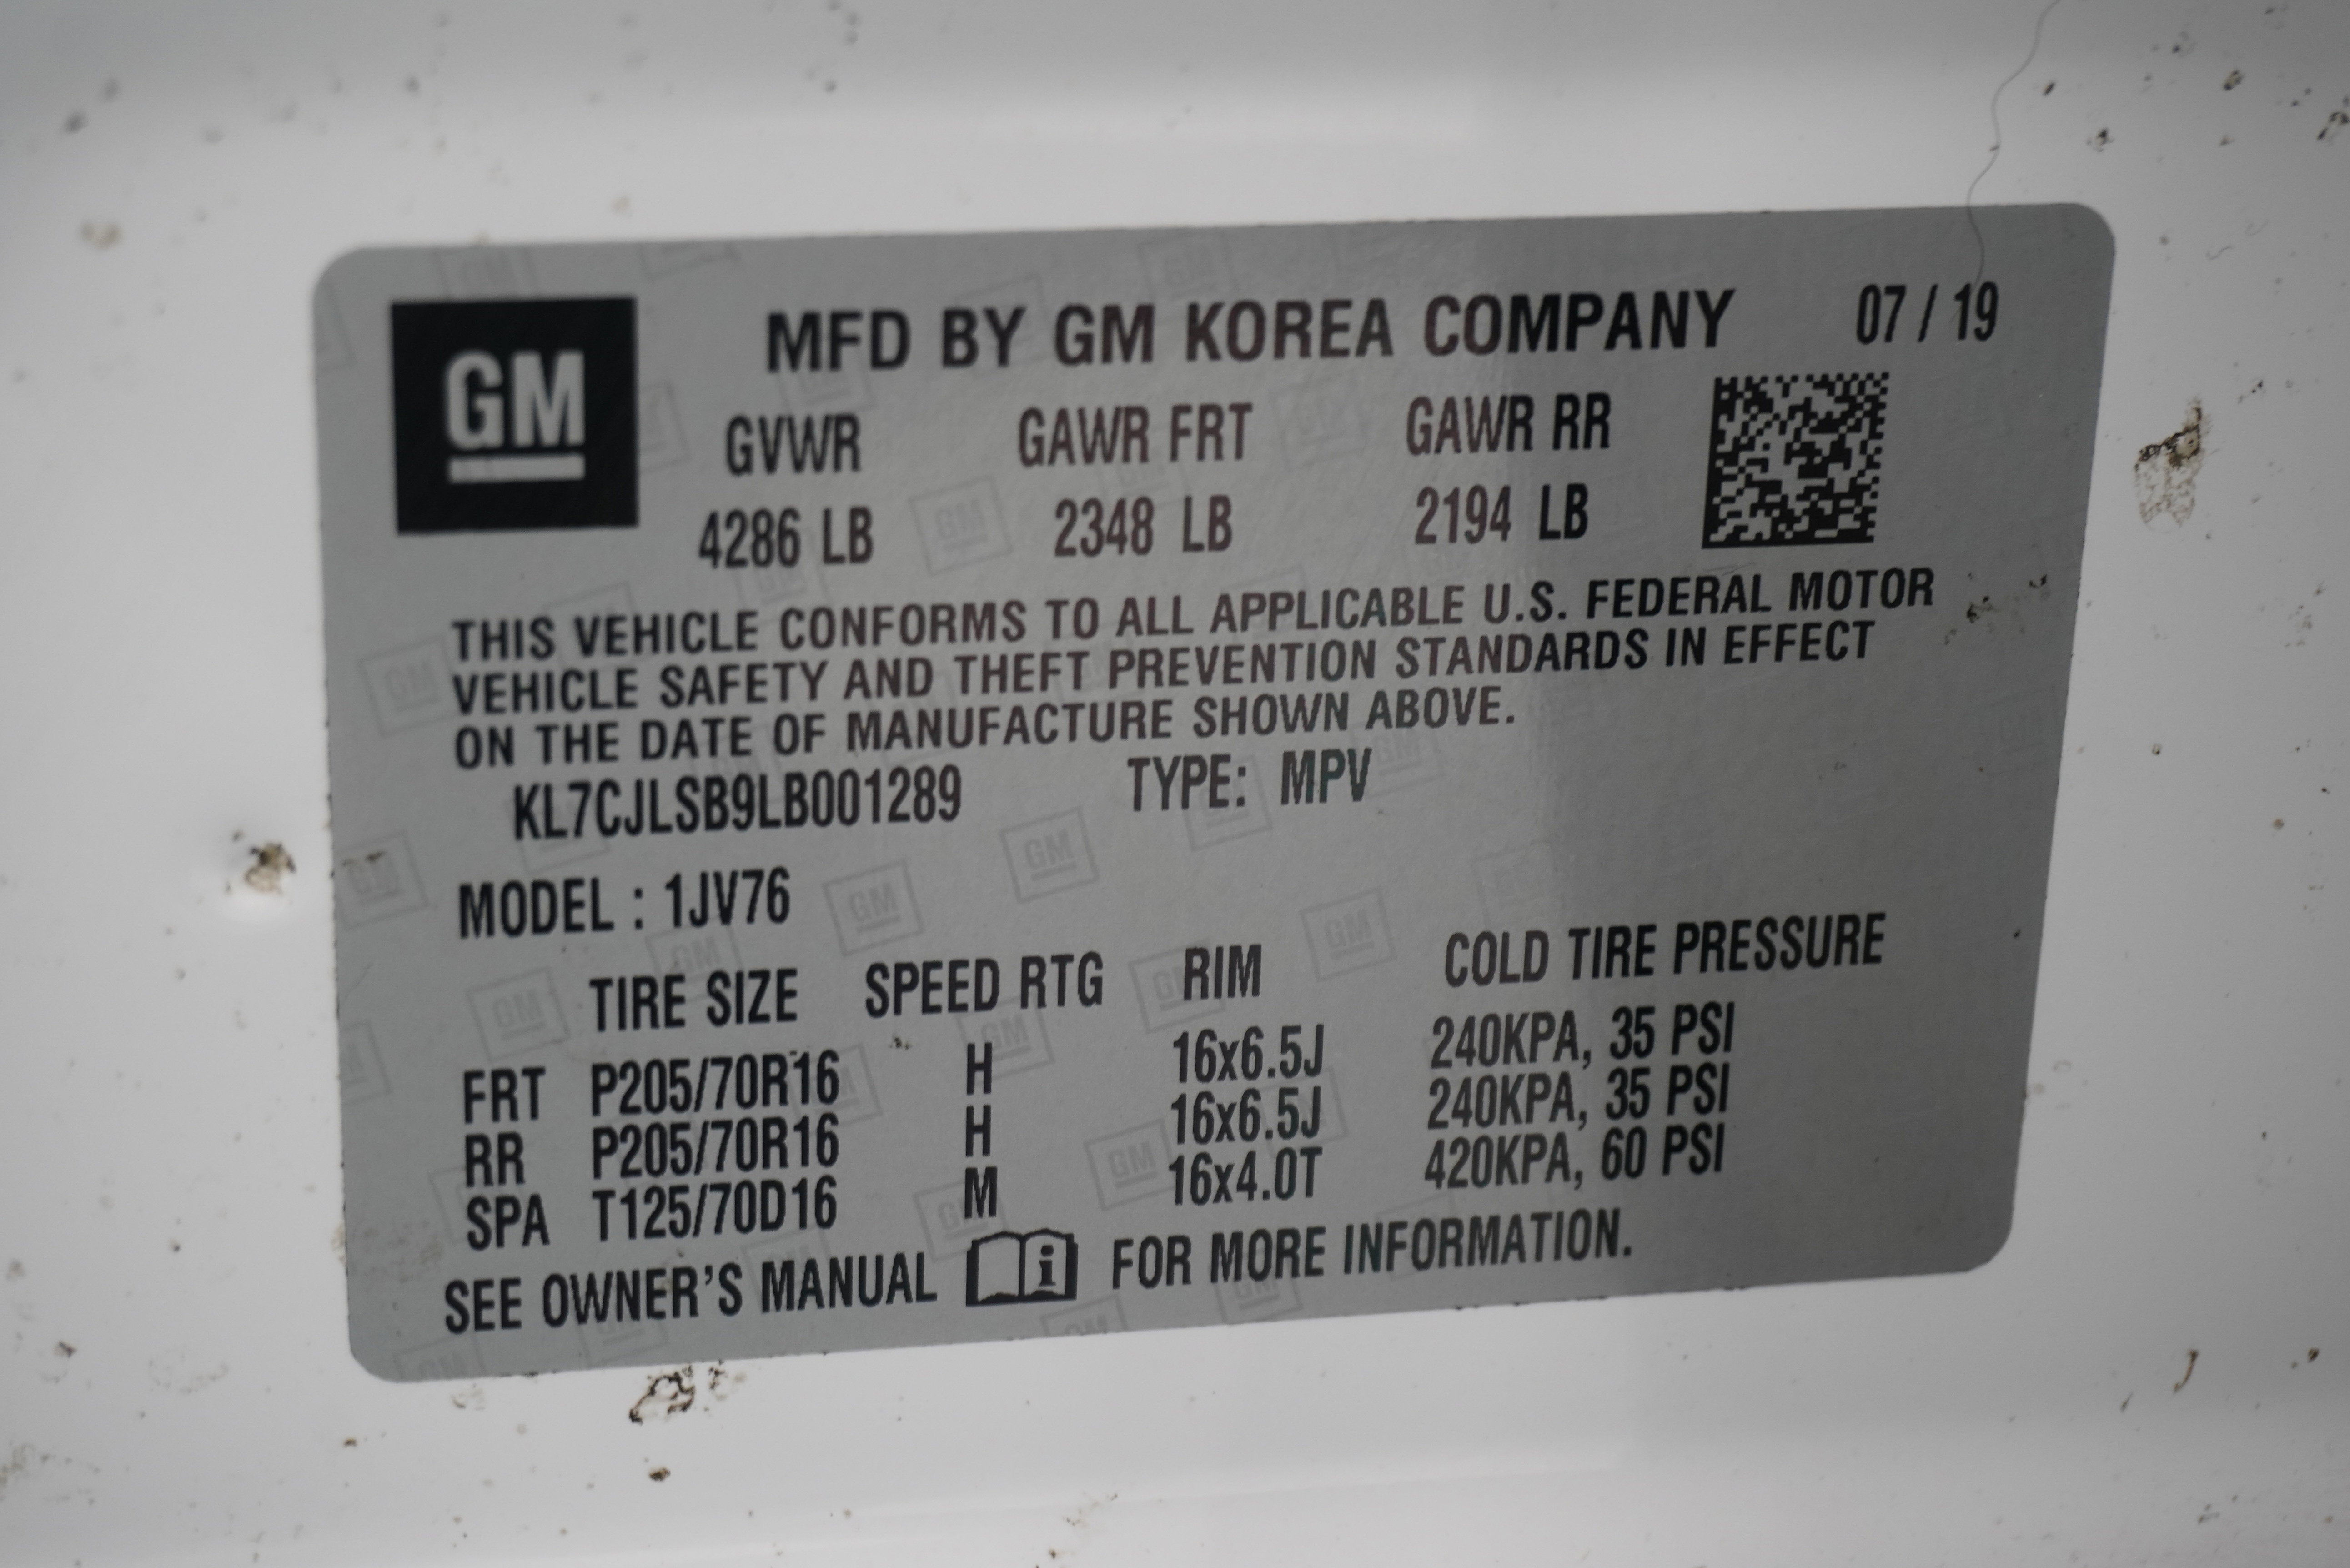 GM
MFD BY GM KOREA COMPANY 07 / 19
GVWR GAWR FRT GAWR RR
4286 LB 2348 LB 2194 LB
THIS VEHICLE CONFORMS TO ALL APPLICABLE U.S. FEDERAL MOTOR
VEHICLE SAFETY AND THEFT PREVENTION STANDARDS IN EFFECT
ON THE DATE OF MANUFACTURE SHOWN ABOVE.
KL7CJLSB9LB001289 TYPE: MPV
MODEL : 1JV76
TIRE SIZE SPEED RTG RIM COLD TIRE PRESSURE
FRT P205/70R16 H 16x6.5J 240KPA, 35 PSI
RR P205/70R16 H 16x6.5J 240KPA, 35 PSI
SPA T125/70D16 M 16x4.0T 420KPA, 60 PSI
SEE OWNER'S MANUAL i FOR MORE INFORMATION.